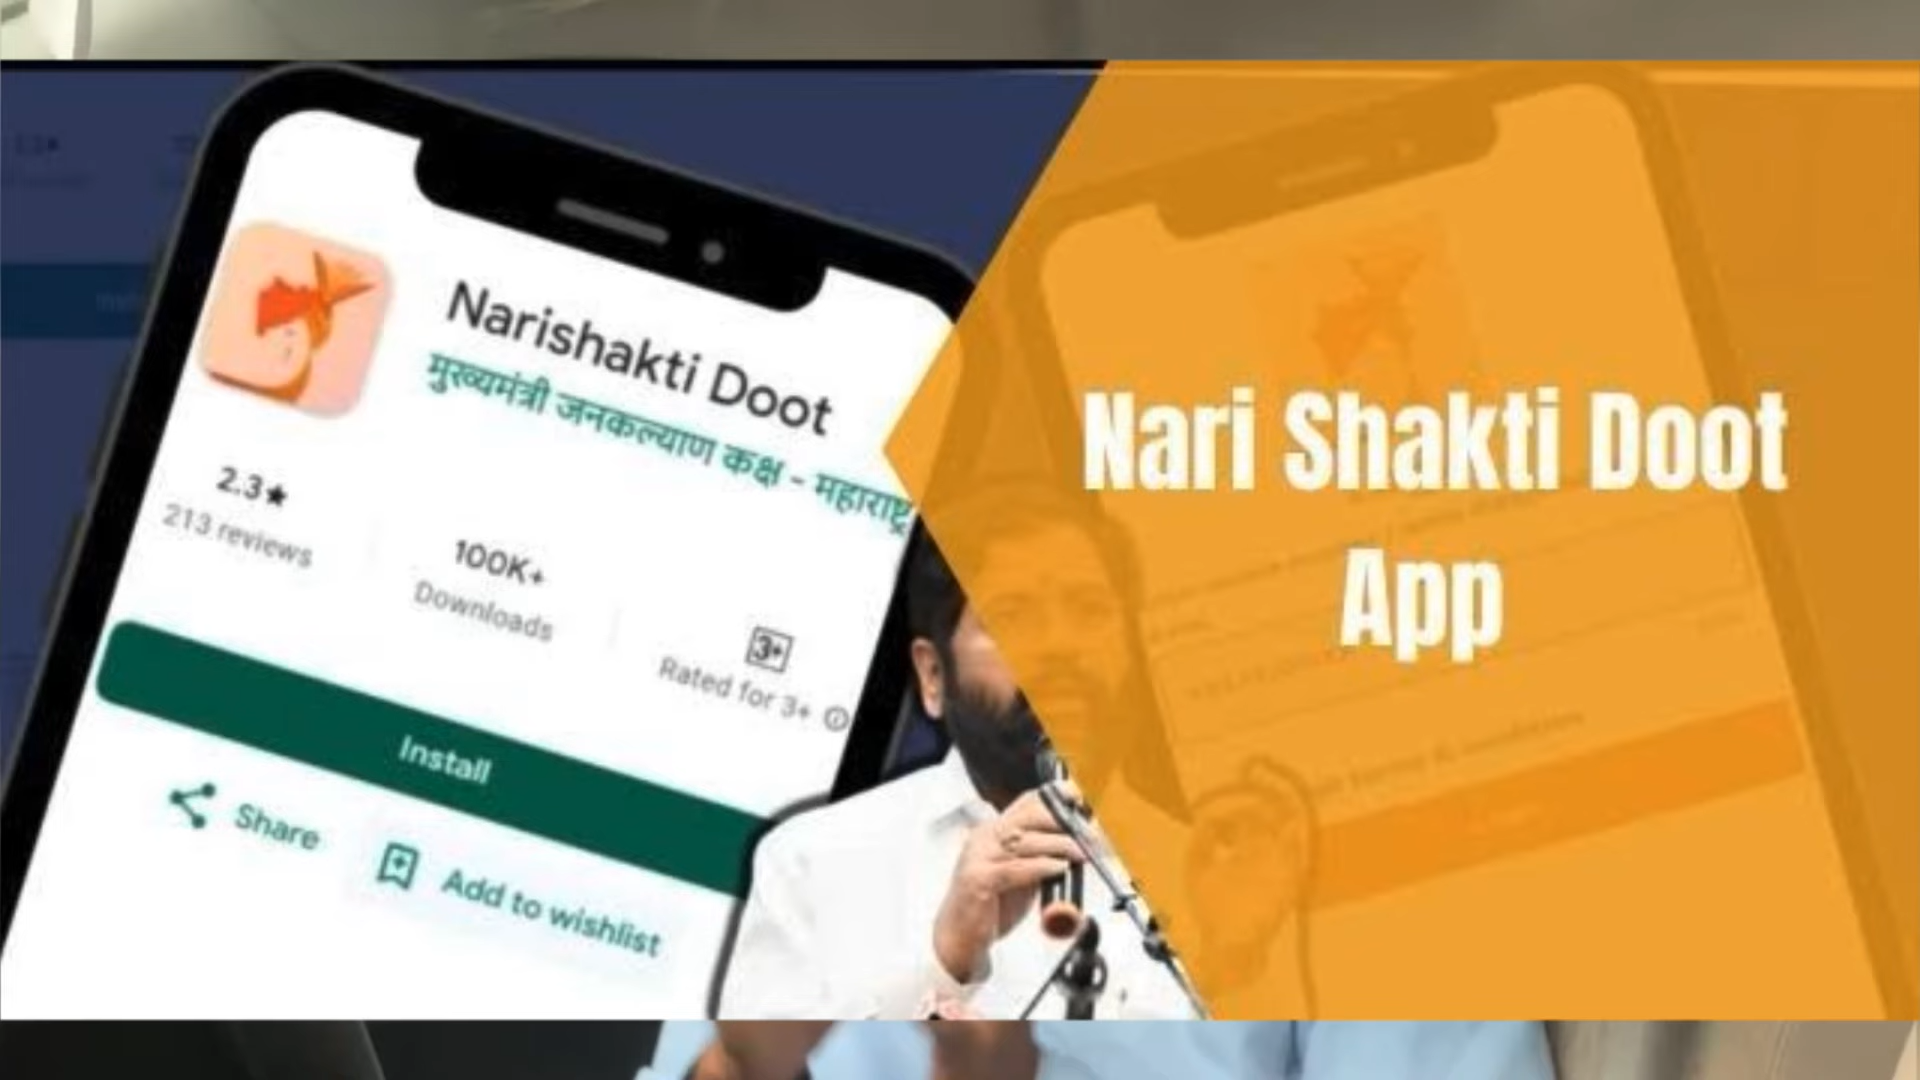 Narishakti Doot
मुख्यमंत्री जनकल्याण कक्ष - महाराष्ट्र
2.3★
213 reviews
100K+
Downloads
3+
Rated for 3+
Install
Share
Add to wishlist
Nari Shakti Doot
App